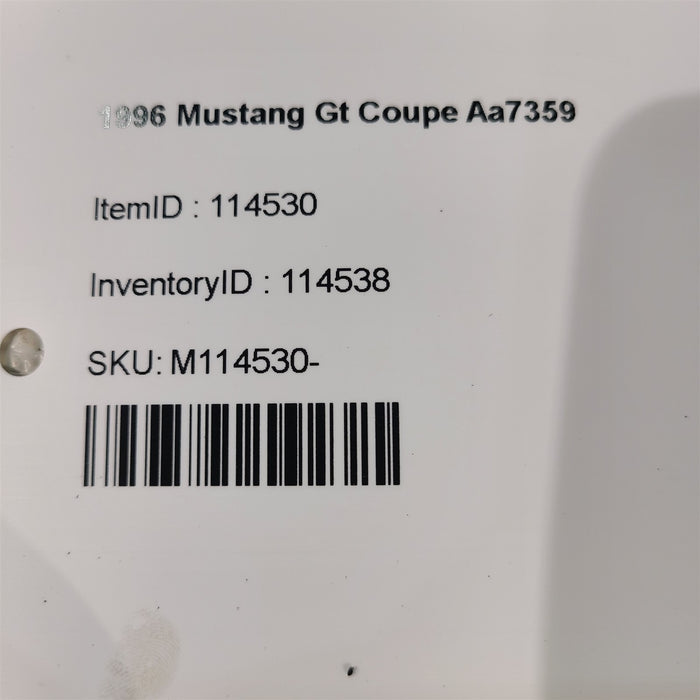 1996 Mustang Gt Coupe Aa7359
ItemID : 114530
InventoryID : 114538
SKU: M114530-